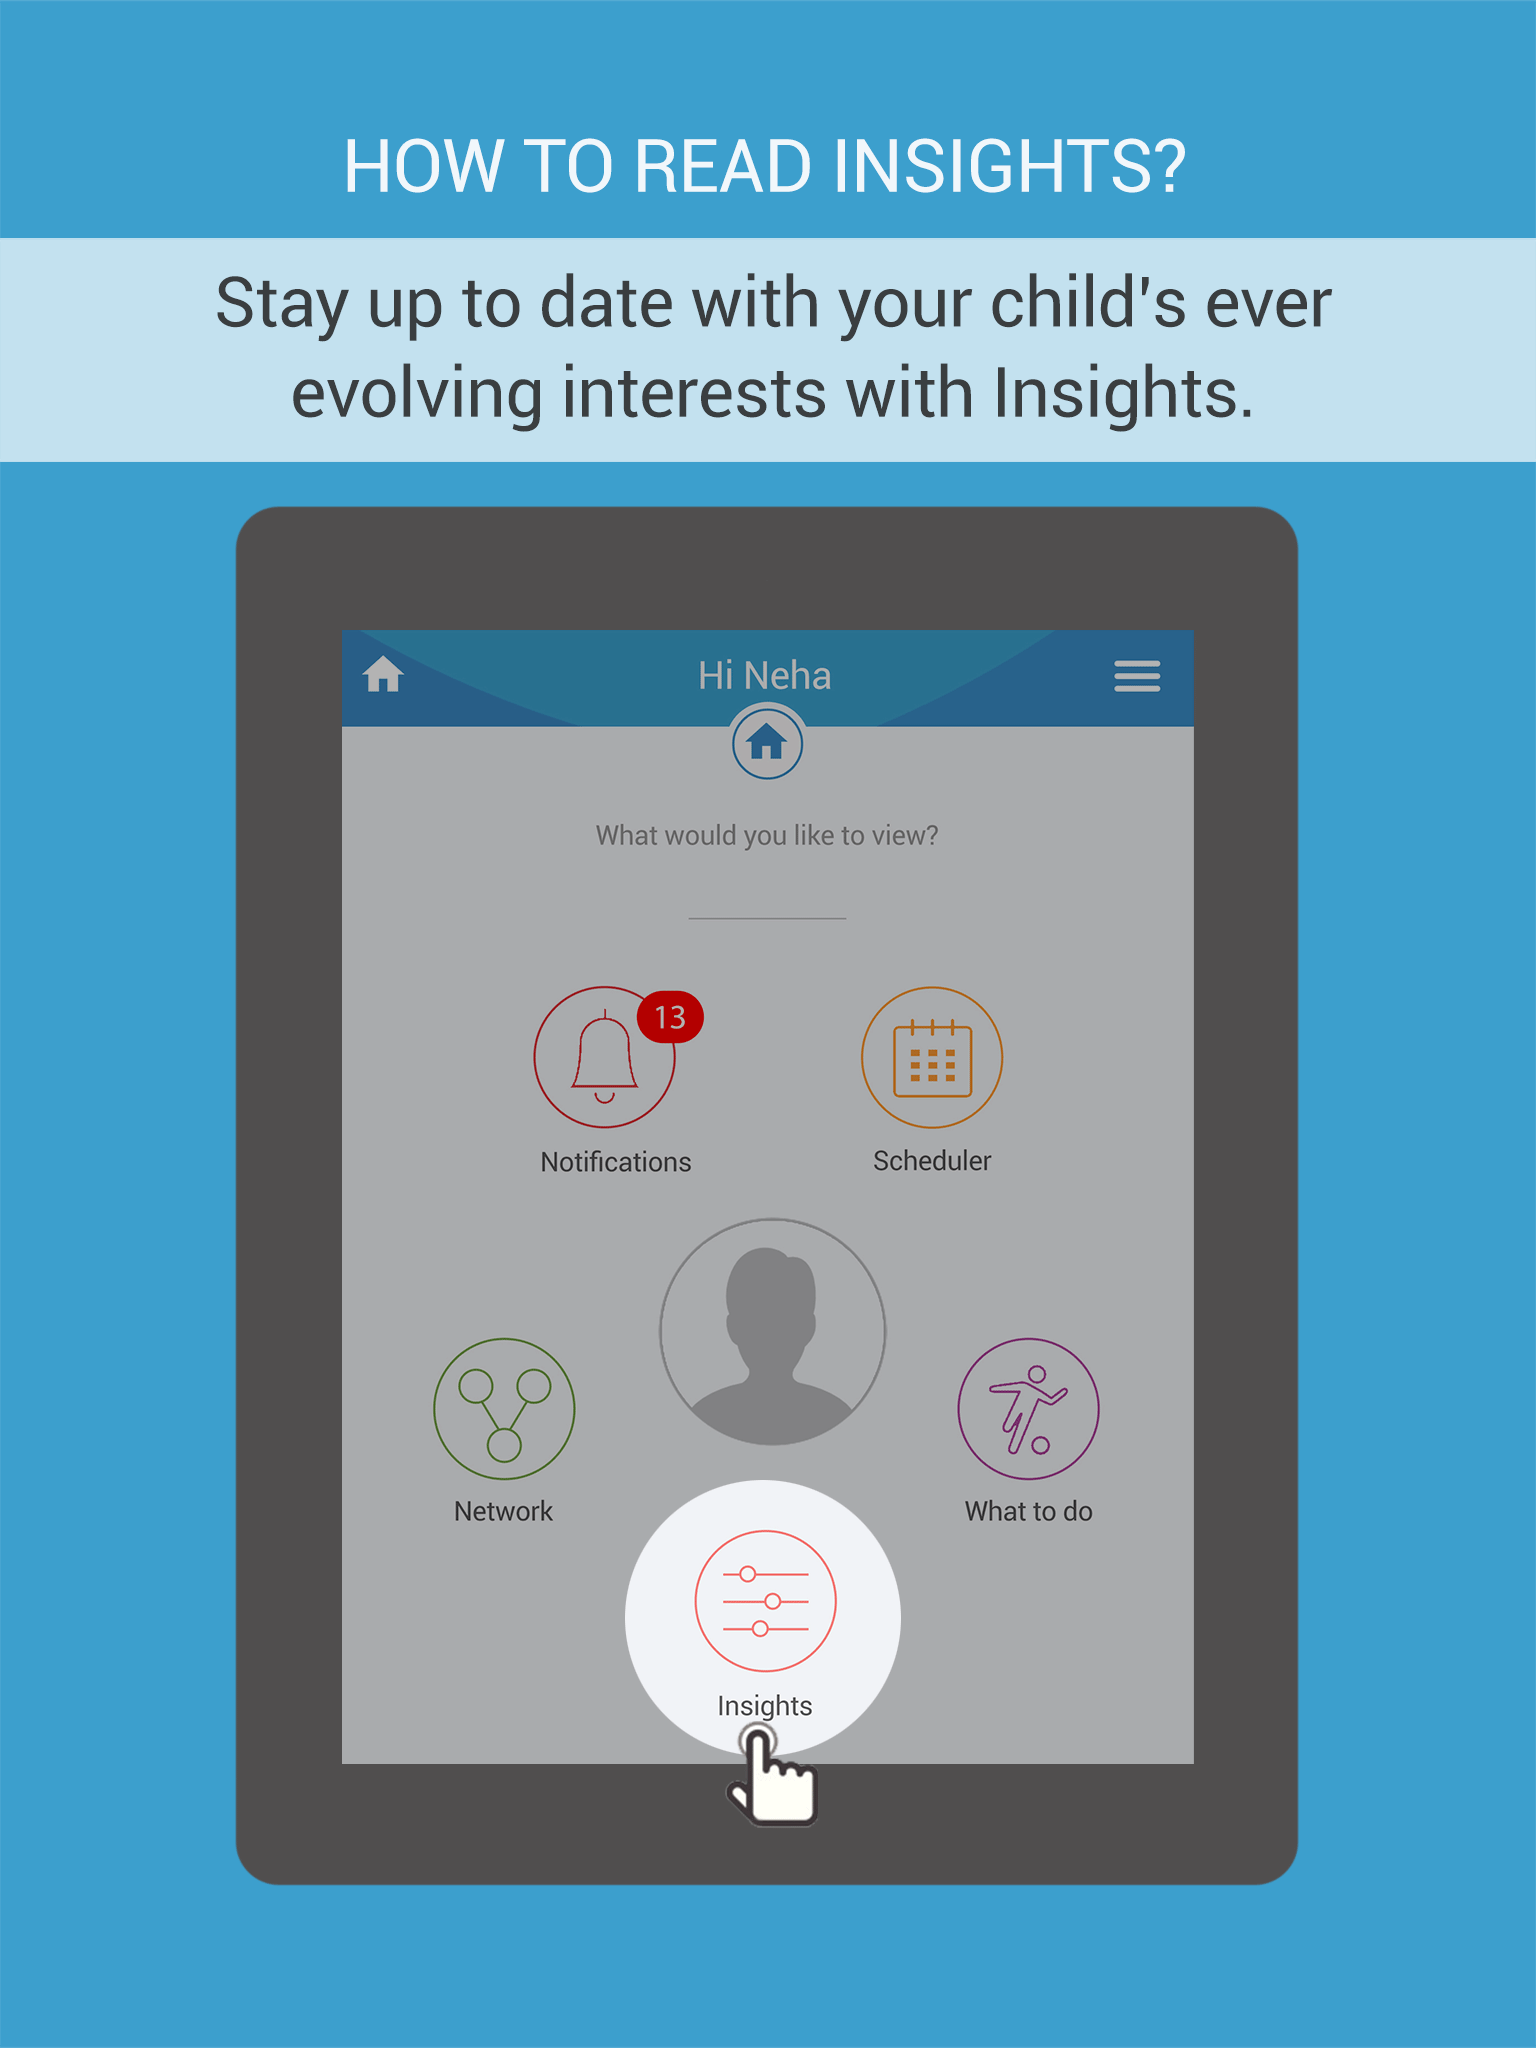 HOW TO READ INSIGHTS?
Stay up to date with your child's ever
evolving interests with Insights.
Hi Neha
What would you like to view?
13
Notifications
Scheduler
Network
What to do
Insights